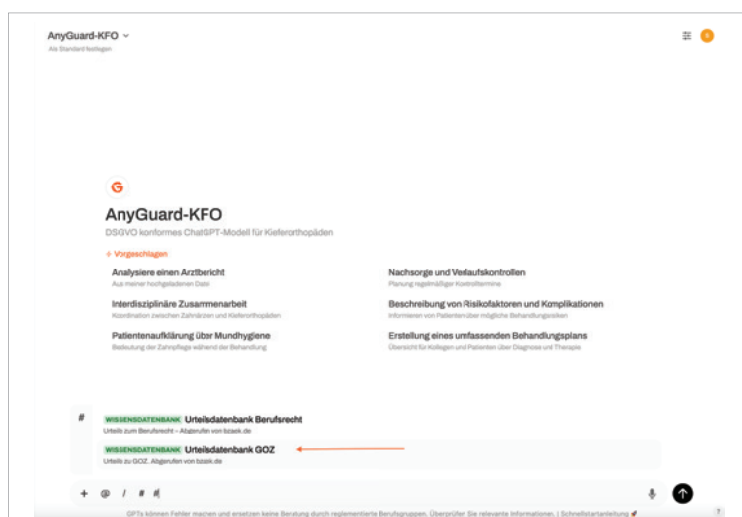 AnyGuard-KFO
Als Standard festlegen
AnyGuard-KFO
DSGVO konformes ChatGPT-Modell für Kieferorthopäden
Vorgeschlagen
Analysiere einen Arztbericht
Aus meiner hochgeladenen Datei
Nachsorge und Verlaufskontrollen
Planung regelmäßiger Kontrolltermine
Interdisziplinäre Zusammenarbeit
Koordination zwischen Zahnärzen und Kieferorthopäden
Beschreibung von Risikofaktoren und Komplikationen
Informieren von Patienten über mögliche Behandlungsrisiken
Patientenaufklärung über Mundhygiene
Bedeutung der Zahnpflege während der Behandlung
Erstellung eines umfassenden Behandlungsplans
Übersicht für Kollegen und Patienten über Diagnose und Therapie
# WISSENSDATENBANK Urteilsdatenbank Berufsrecht
Urteile zum Berufsrecht – Abgerufen von bzaek.de
WISSENSDATENBANK Urteilsdatenbank GOZ
Urteile zu GOZ. Abgerufen von bzaek.de
+ @ / # #
GPTs können Fehler machen und ersetzen keine Beratung durch reglementierte Berufsgruppen. Überprüfen Sie relevante Informationen. | Schnellstartanleitung 🚀 ?